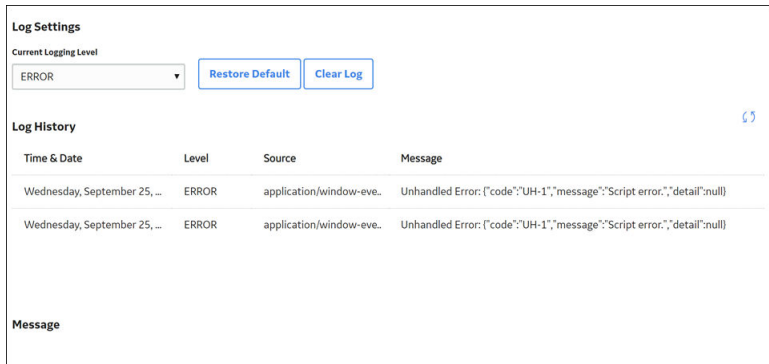 Log Settings
Current Logging Level
ERROR Restore Default Clear Log
Log History
Time & Date Level Source Message
Wednesday, September 25, ... ERROR application/window-eve.. Unhandled Error: {"code":"UH-1","message":"Script error.","detail":null}
Wednesday, September 25, ... ERROR application/window-eve.. Unhandled Error: {"code":"UH-1","message":"Script error.","detail":null}
Message